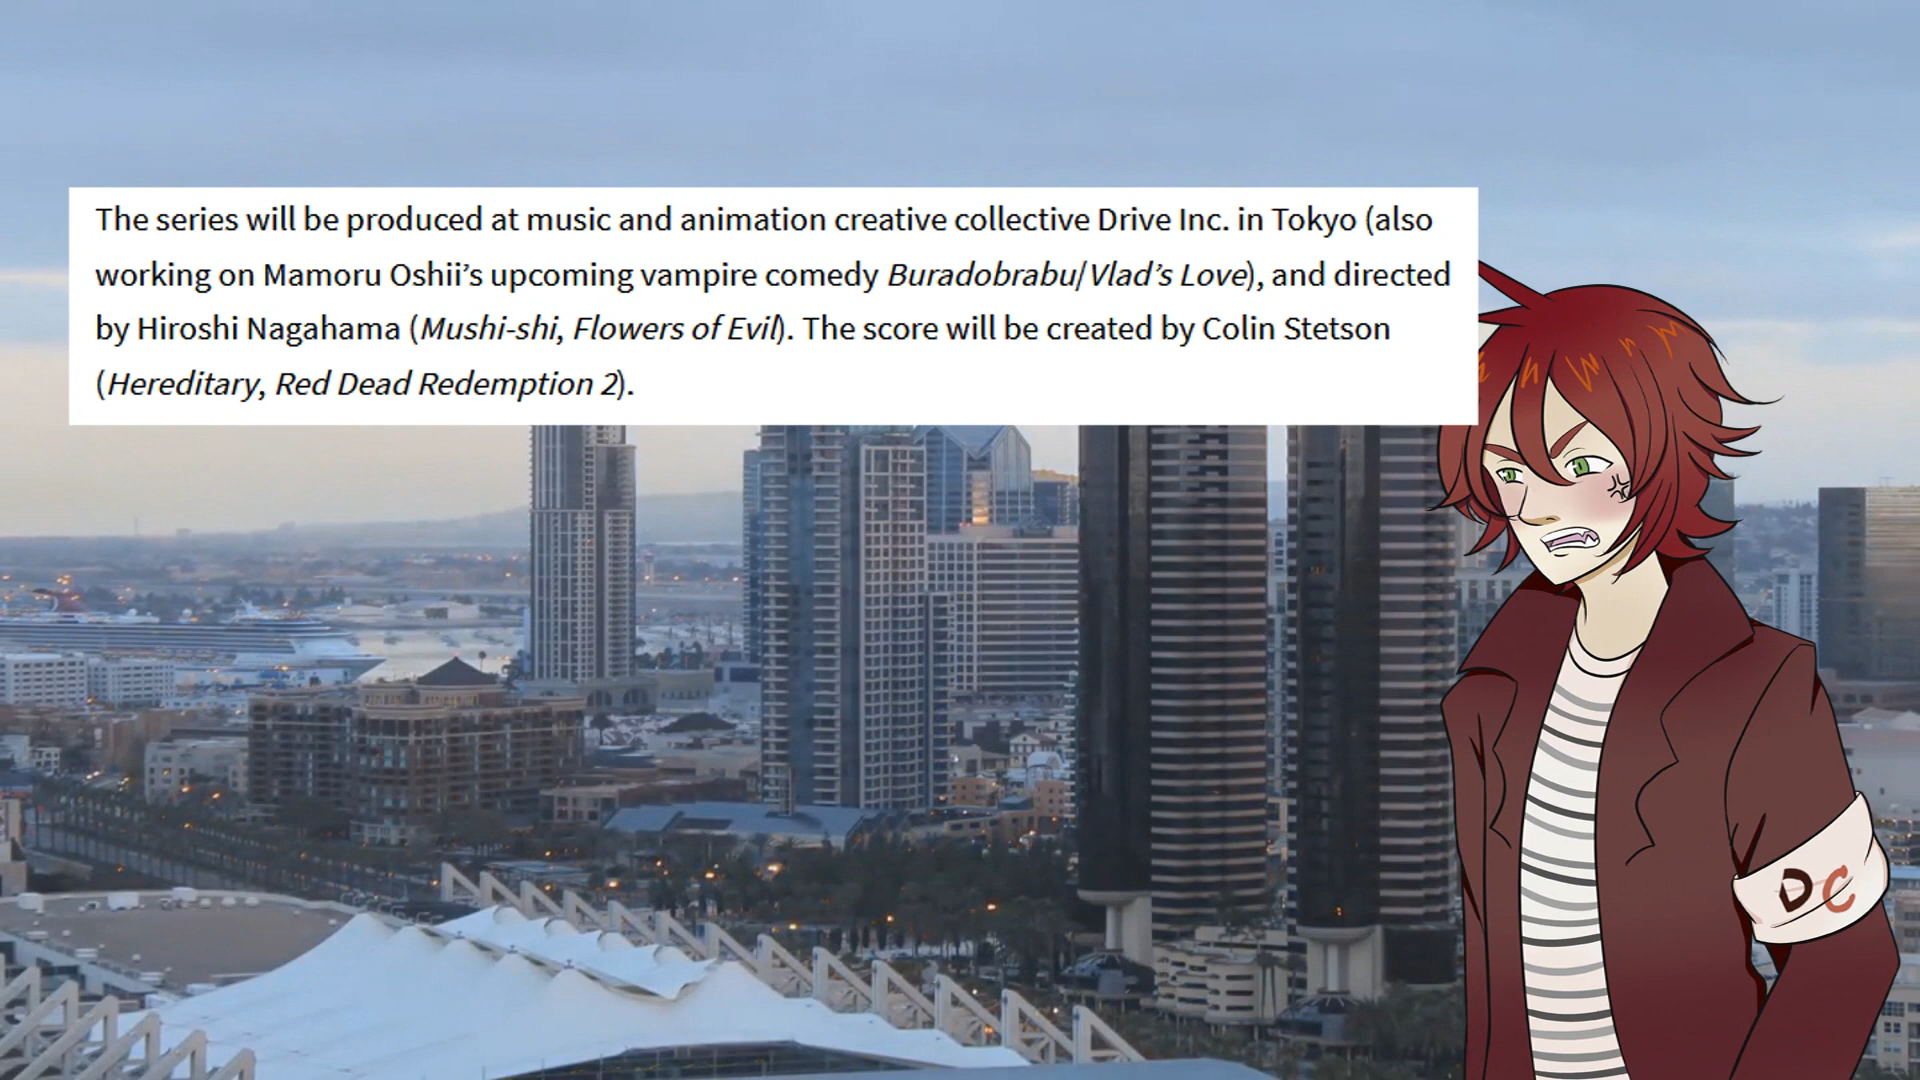 The series will be produced at music and animation creative collective Drive Inc. in Tokyo (also
working on Mamoru Oshii’s upcoming vampire comedy Buradobrabu/Vlad’s Love), and directed
by Hiroshi Nagahama (Mushi-shi, Flowers of Evil). The score will be created by Colin Stetson
(Hereditary, Red Dead Redemption 2).
DC